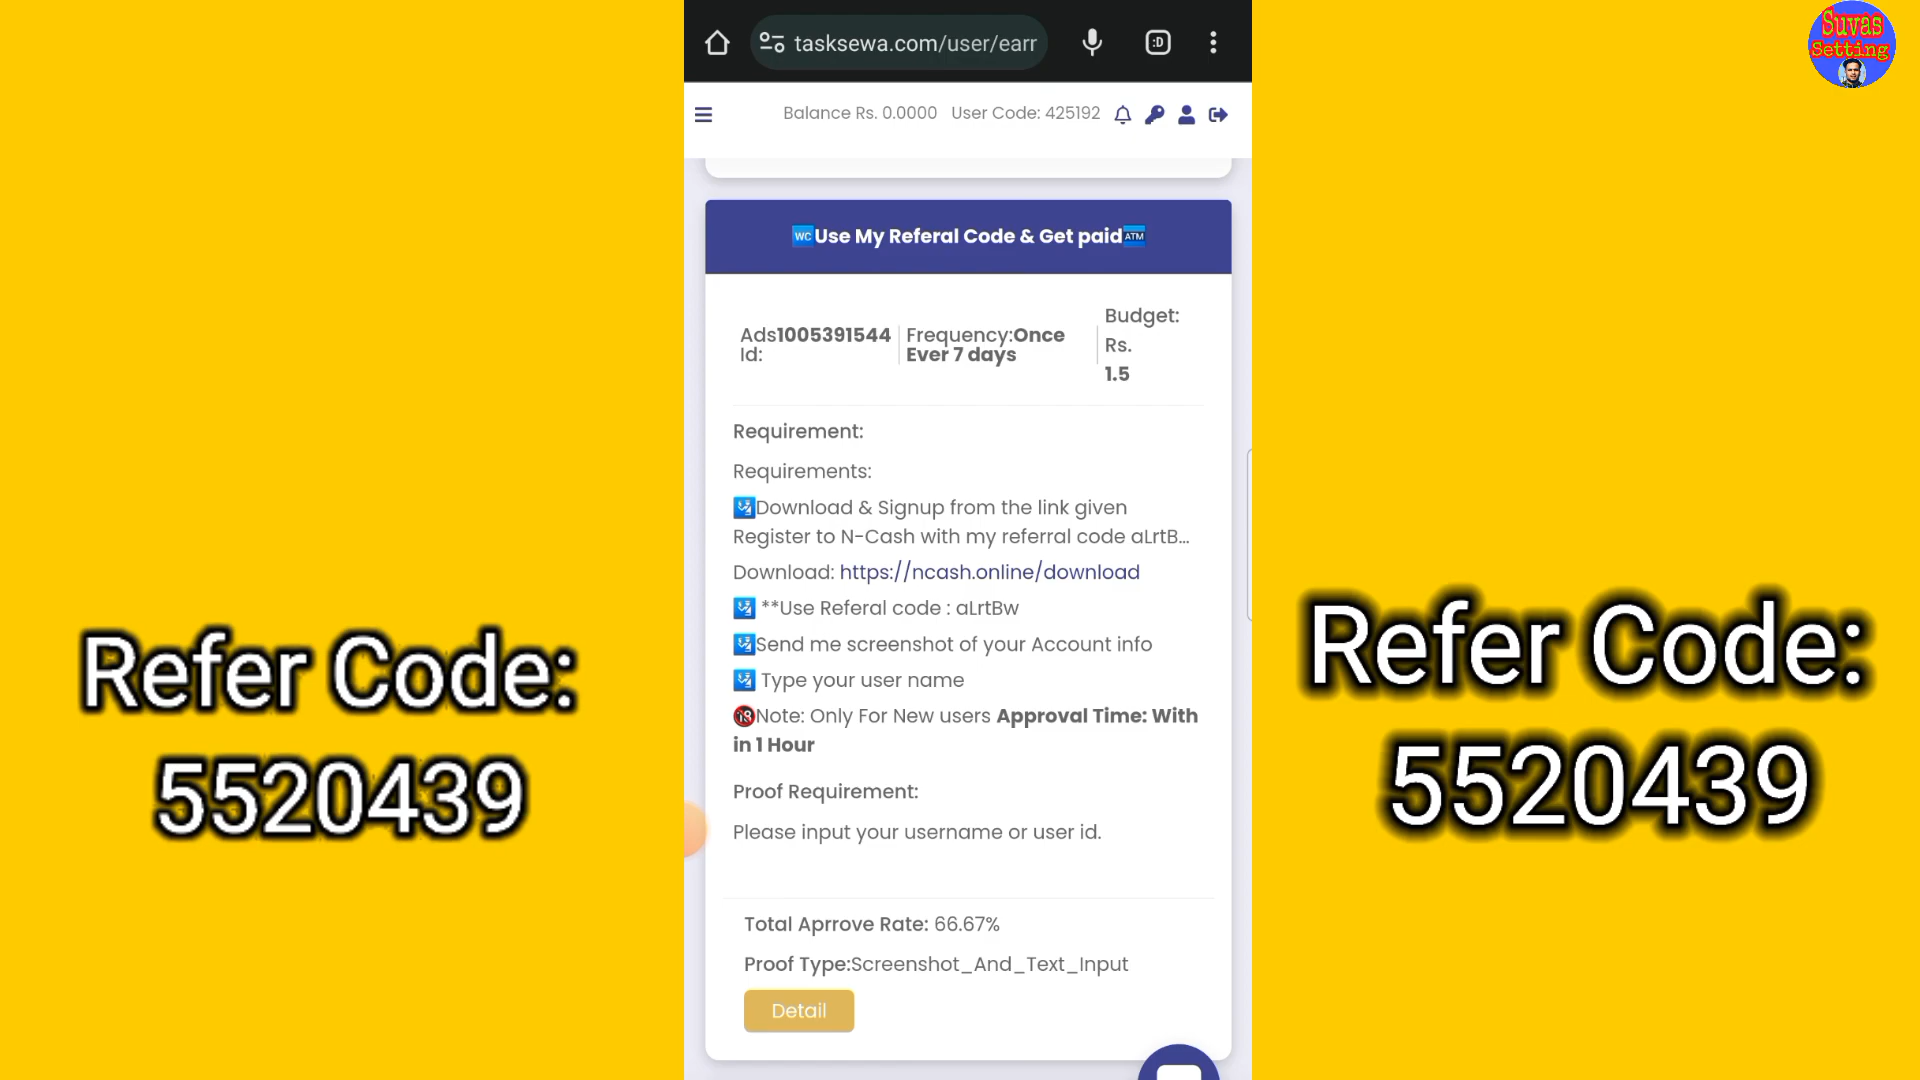 Suvas
Setting
:D
tasksewa.com/user/earr
Balance Rs. 0.0000 User Code: 425192
WC Use My Referal Code & Get paid ATM
Ads Id: 1005391544
Frequency:Once Ever 7 days
Budget: Rs. 1.5
Requirement:
Requirements:
Download & Signup from the link given
Register to N-Cash with my referral code aLrtB...
Download: https://ncash.online/download
**Use Referal code : aLrtBw
Send me screenshot of your Account info
Type your user name
Note: Only For New users Approval Time: With
in 1 Hour
Proof Requirement:
Please input your username or user id.
Total Aprrove Rate: 66.67%
Proof Type:Screenshot_And_Text_Input
Detail
Refer Code:
5520439
Refer Code:
5520439